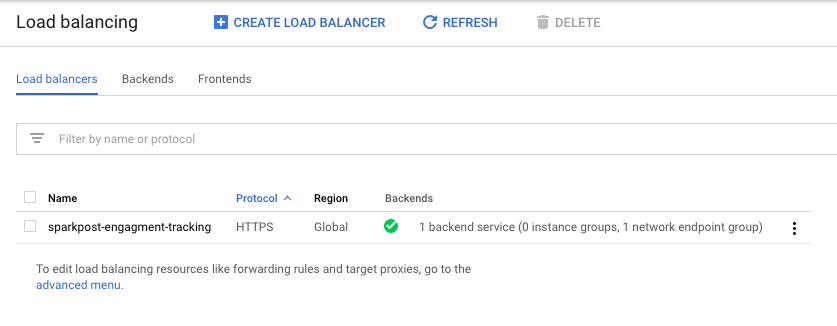 Load balancing CREATE LOAD BALANCER REFRESH DELETE
Load balancers Backends Frontends
Filter by name or protocol
Name Protocol Region Backends
sparkpost-engagment-tracking HTTPS Global 1 backend service (0 instance groups, 1 network endpoint group)
To edit load balancing resources like forwarding rules and target proxies, go to the
advanced menu.